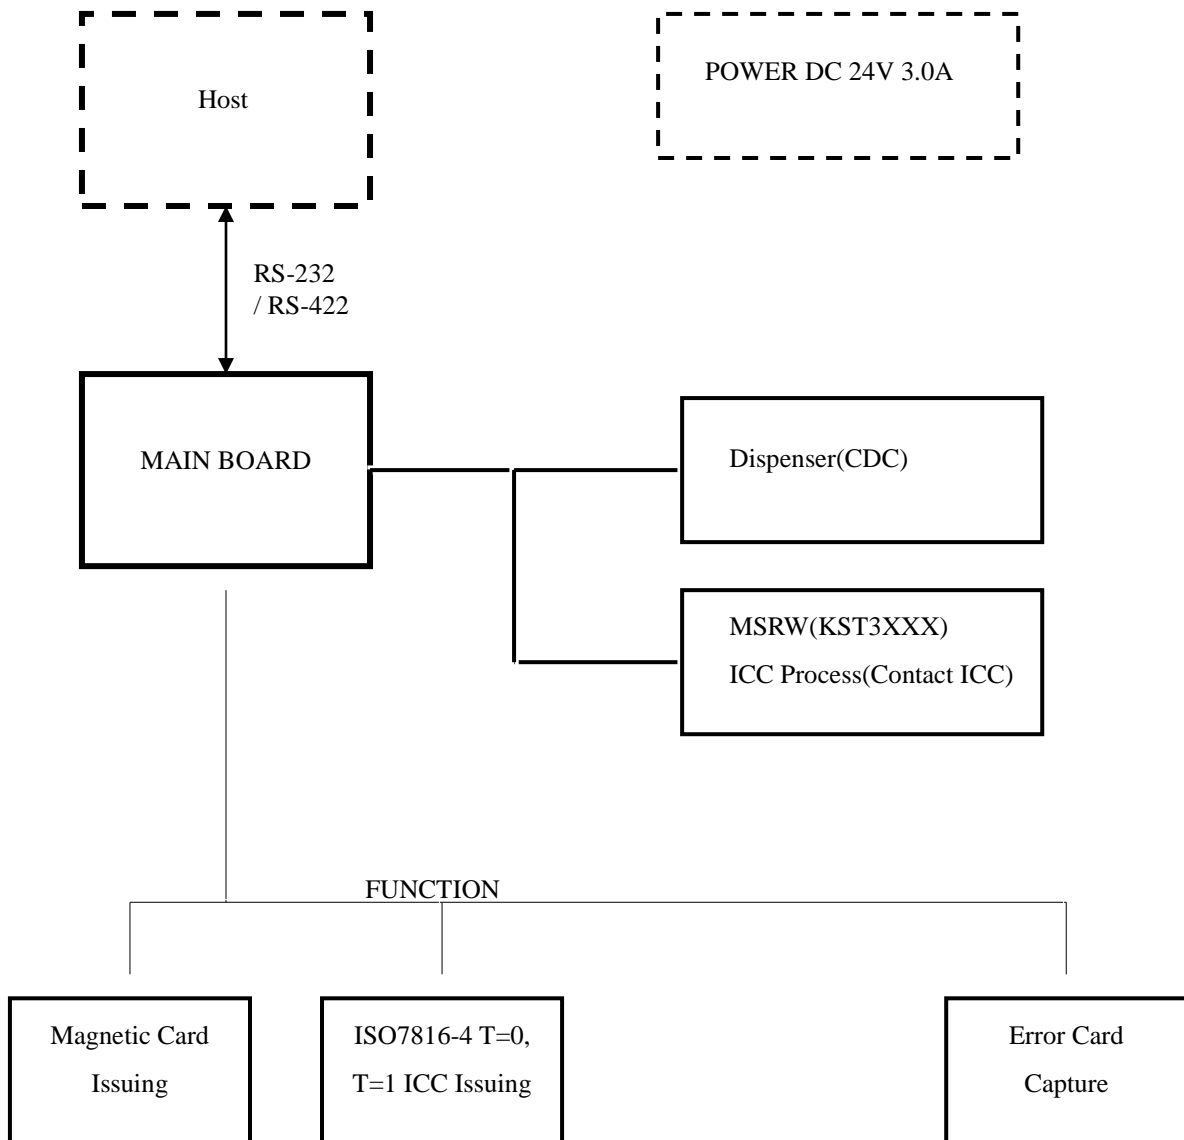 Host
POWER DC 24V 3.0A
RS-232
/ RS-422
MAIN BOARD
Dispenser(CDC)
MSRW(KST3XXX)
ICC Process(Contact ICC)
FUNCTION
Magnetic Card
Issuing
ISO7816-4 T=0,
T=1 ICC Issuing
Error Card
Capture